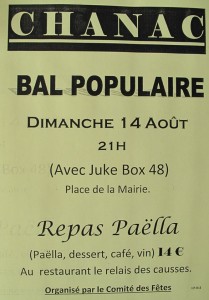 CHANAC
BAL POPULAIRE
DIMANCHE 14 AOÛT
21H
(Avec Juke Box 48)
Place de la Mairie.
Repas Paëlla
(Paëlla, dessert, café, vin) 14 €
Au restaurant le relais des causses.
Organisé par le Comité des Fêtes